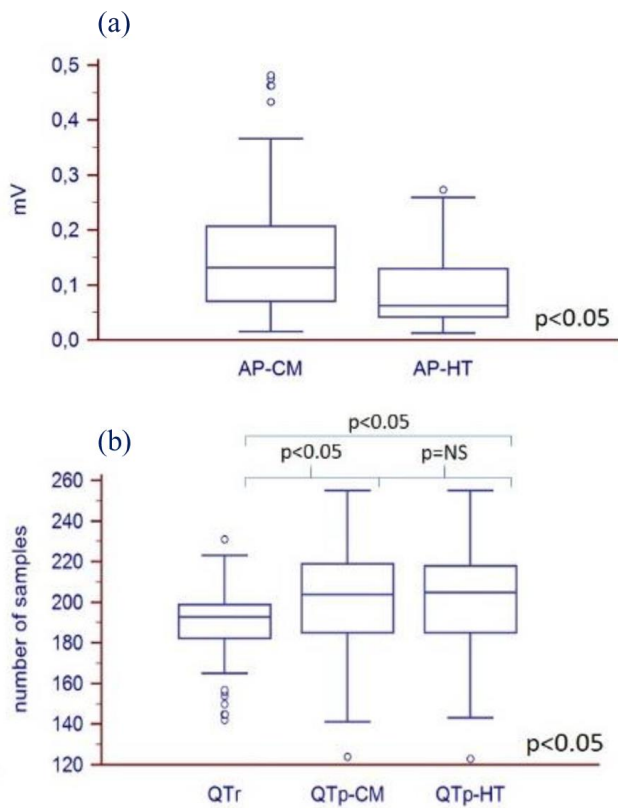 (a)
0,5
0,4
0,3
0,2
0,1
0,0
mV
AP-CM AP-HT
p<0.05
(b)
p<0.05
p<0.05 p=NS
260
240
220
200
180
160
140
120
number of samples
p<0.05
QTr QTp-CM QTp-HT